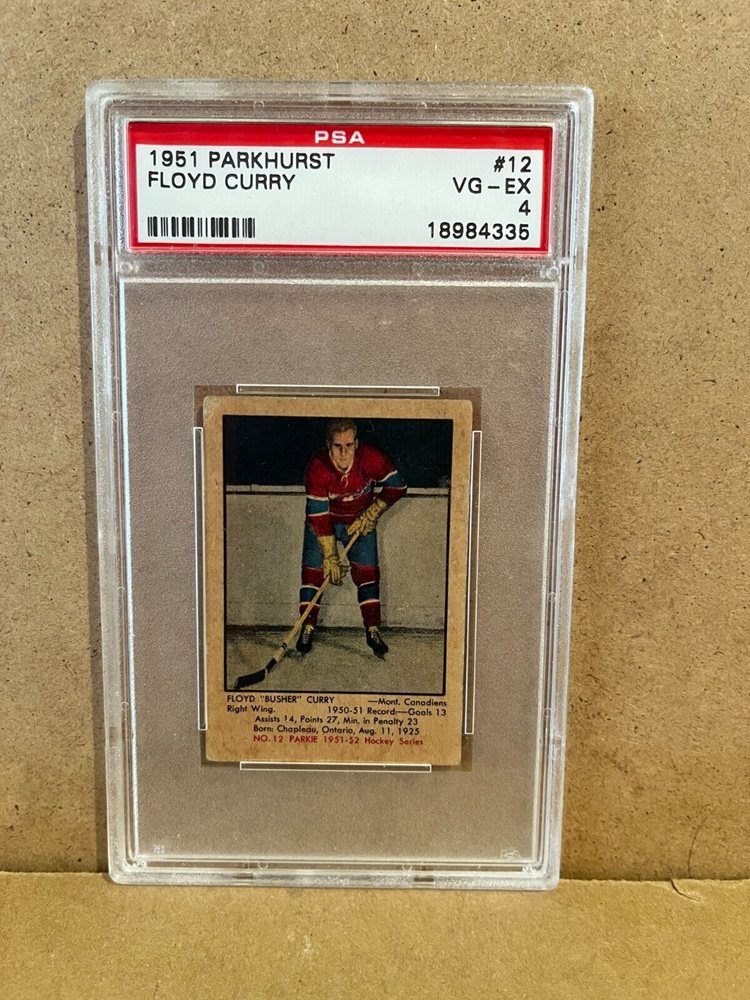 PSA
1951 PARKHURST #12
FLOYD CURRY VG-EX
4
18984335
FLOYD "BUSHER" CURRY —Mont. Canadiens
Right Wing. 1950-51 Record:—Goals 13
Assists 14, Points 27, Min. in Penalty 23
Born: Chapleau, Ontario, Aug. 11, 1925
NO. 12 PARKIE 1951-52 Hockey Series